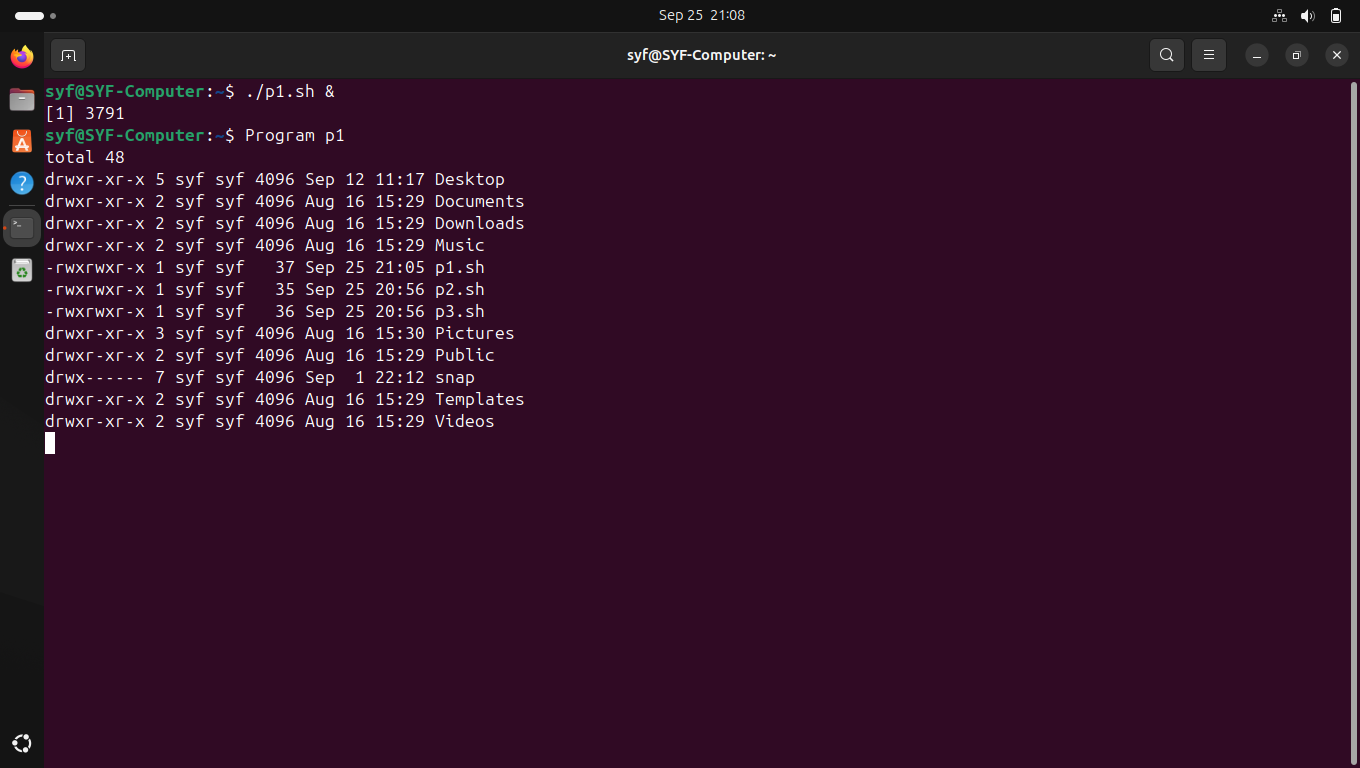 Sep 25 21:08
syf@SYF-Computer: ~
syf@SYF-Computer:~$ ./p1.sh &
[1] 3791
syf@SYF-Computer:~$ Program p1
total 48
drwxr-xr-x 5 syf syf 4096 Sep 12 11:17 Desktop
drwxr-xr-x 2 syf syf 4096 Aug 16 15:29 Documents
drwxr-xr-x 2 syf syf 4096 Aug 16 15:29 Downloads
drwxr-xr-x 2 syf syf 4096 Aug 16 15:29 Music
-rwxrwxr-x 1 syf syf   37 Sep 25 21:05 p1.sh
-rwxrwxr-x 1 syf syf   35 Sep 25 20:56 p2.sh
-rwxrwxr-x 1 syf syf   36 Sep 25 20:56 p3.sh
drwxr-xr-x 3 syf syf 4096 Aug 16 15:30 Pictures
drwxr-xr-x 2 syf syf 4096 Aug 16 15:29 Public
drwx------ 7 syf syf 4096 Sep  1 22:12 snap
drwxr-xr-x 2 syf syf 4096 Aug 16 15:29 Templates
drwxr-xr-x 2 syf syf 4096 Aug 16 15:29 Videos